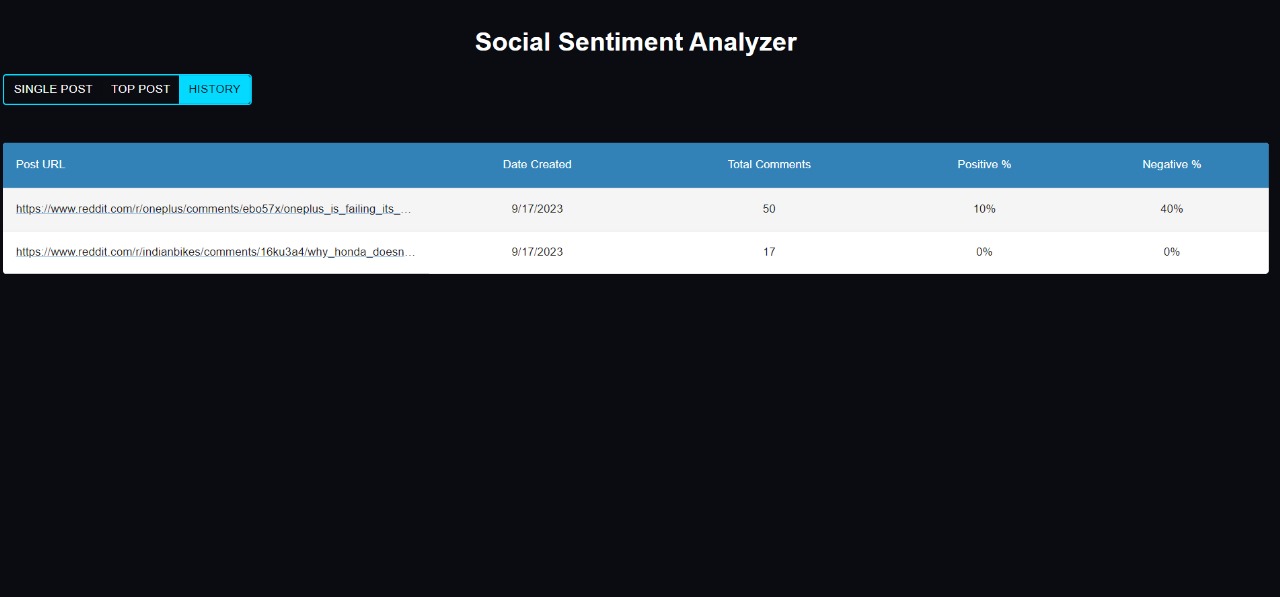 Social Sentiment Analyzer
SINGLE POST TOP POST HISTORY
Post URL Date Created Total Comments Positive % Negative %
https://www.reddit.com/r/oneplus/comments/ebo57x/oneplus_is_failing_its_... 9/17/2023 50 10% 40%
https://www.reddit.com/r/indianbikes/comments/16ku3a4/why_honda_doesn... 9/17/2023 17 0% 0%